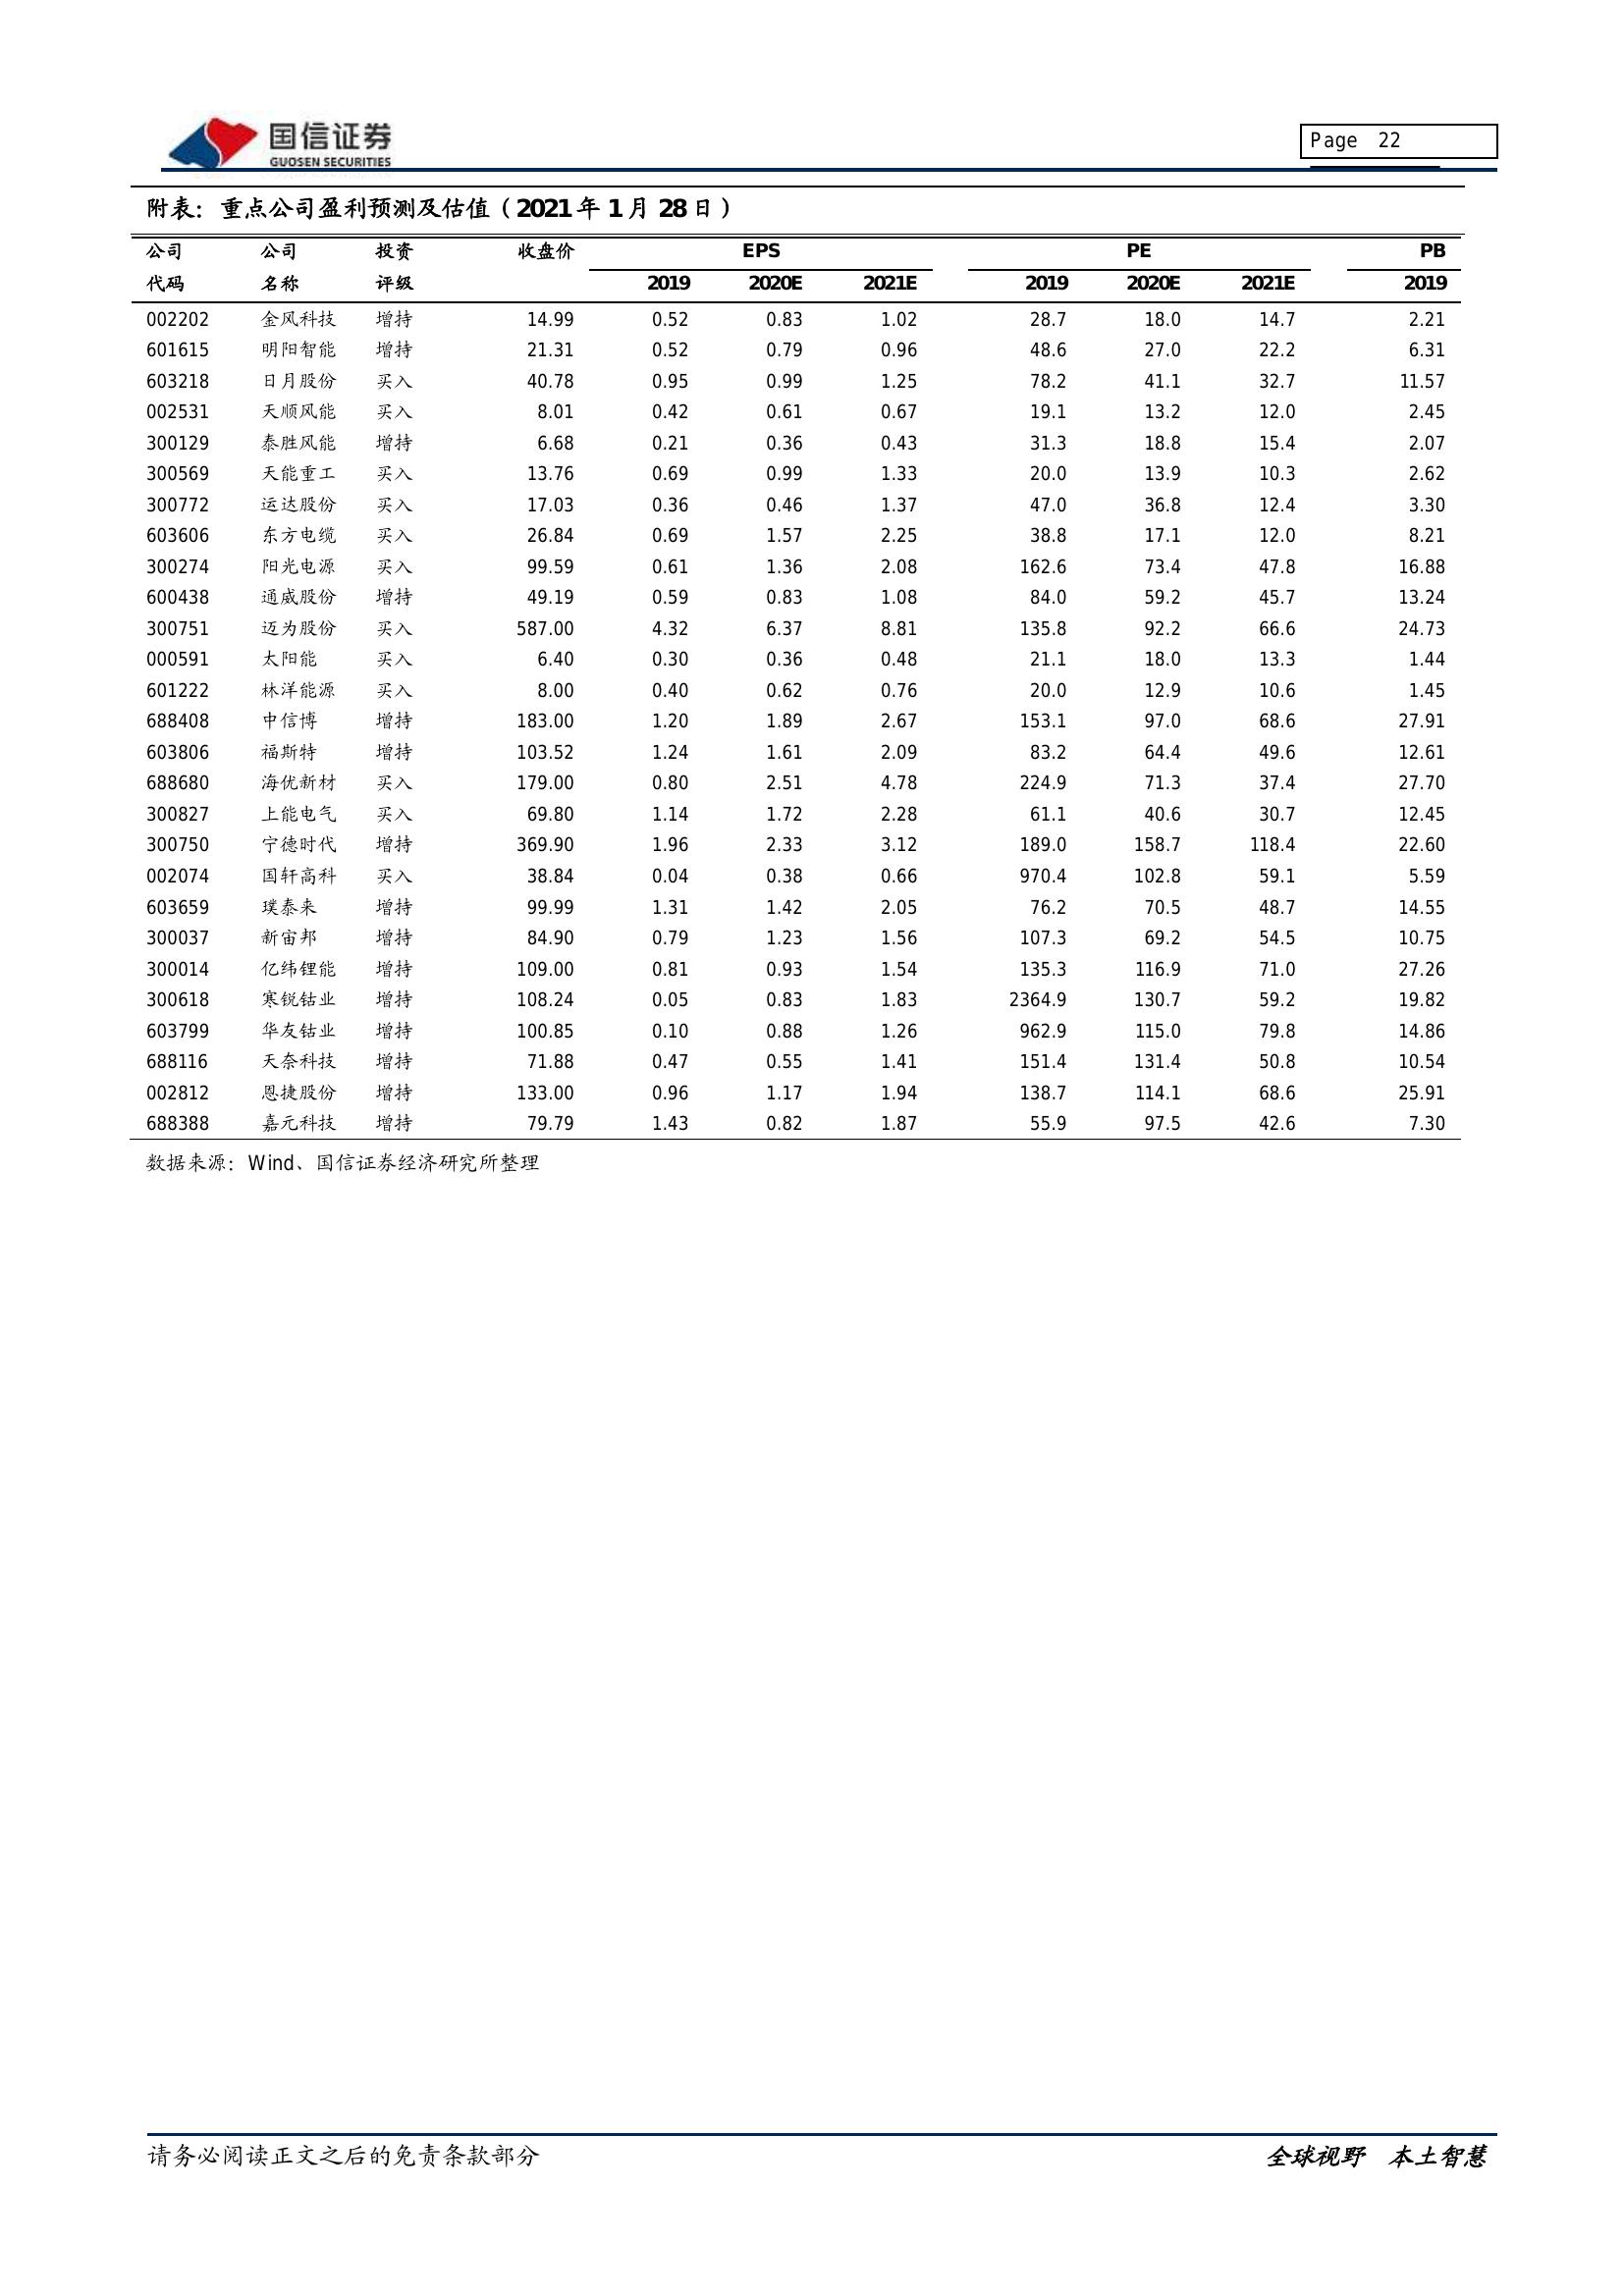 国信证券
GUOSEN SECURITIES
Page 22
附表：重点公司盈利预测及估值（2021 年 1 月 28 日）
公司 公司 投资 收盘价 EPS PE PB
代码 名称 评级 2019 2020E 2021E 2019 2020E 2021E 2019
002202 金风科技 增持 14.99 0.52 0.83 1.02 28.7 18.0 14.7 2.21
601615 明阳智能 增持 21.31 0.52 0.79 0.96 48.6 27.0 22.2 6.31
603218 日月股份 买入 40.78 0.95 0.99 1.25 78.2 41.1 32.7 11.57
002531 天顺风能 买入 8.01 0.42 0.61 0.67 19.1 13.2 12.0 2.45
300129 泰胜风能 增持 6.68 0.21 0.36 0.43 31.3 18.8 15.4 2.07
300569 天能重工 买入 13.76 0.69 0.99 1.33 20.0 13.9 10.3 2.62
300772 运达股份 买入 17.03 0.36 0.46 1.37 47.0 36.8 12.4 3.30
603606 东方电缆 买入 26.84 0.69 1.57 2.25 38.8 17.1 12.0 8.21
300274 阳光电源 买入 99.59 0.61 1.36 2.08 162.6 73.4 47.8 16.88
600438 通威股份 增持 49.19 0.59 0.83 1.08 84.0 59.2 45.7 13.24
300751 迈为股份 买入 587.00 4.32 6.37 8.81 135.8 92.2 66.6 24.73
000591 太阳能 买入 6.40 0.30 0.36 0.48 21.1 18.0 13.3 1.44
601222 林洋能源 买入 8.00 0.40 0.62 0.76 20.0 12.9 10.6 1.45
688408 中信博 增持 183.00 1.20 1.89 2.67 153.1 97.0 68.6 27.91
603806 福斯特 增持 103.52 1.24 1.61 2.09 83.2 64.4 49.6 12.61
688680 海优新材 买入 179.00 0.80 2.51 4.78 224.9 71.3 37.4 27.70
300827 上能电气 买入 69.80 1.14 1.72 2.28 61.1 40.6 30.7 12.45
300750 宁德时代 增持 369.90 1.96 2.33 3.12 189.0 158.7 118.4 22.60
002074 国轩高科 买入 38.84 0.04 0.38 0.66 970.4 102.8 59.1 5.59
603659 璞泰来 增持 99.99 1.31 1.42 2.05 76.2 70.5 48.7 14.55
300037 新宙邦 增持 84.90 0.79 1.23 1.56 107.3 69.2 54.5 10.75
300014 亿纬锂能 增持 109.00 0.81 0.93 1.54 135.3 116.9 71.0 27.26
300618 寒锐钴业 增持 108.24 0.05 0.83 1.83 2364.9 130.7 59.2 19.82
603799 华友钴业 增持 100.85 0.10 0.88 1.26 962.9 115.0 79.8 14.86
688116 天奈科技 增持 71.88 0.47 0.55 1.41 151.4 131.4 50.8 10.54
002812 恩捷股份 增持 133.00 0.96 1.17 1.94 138.7 114.1 68.6 25.91
688388 嘉元科技 增持 79.79 1.43 0.82 1.87 55.9 97.5 42.6 7.30
数据来源：Wind、国信证券经济研究所整理
请务必阅读正文之后的免责条款部分 全球视野 本土智慧